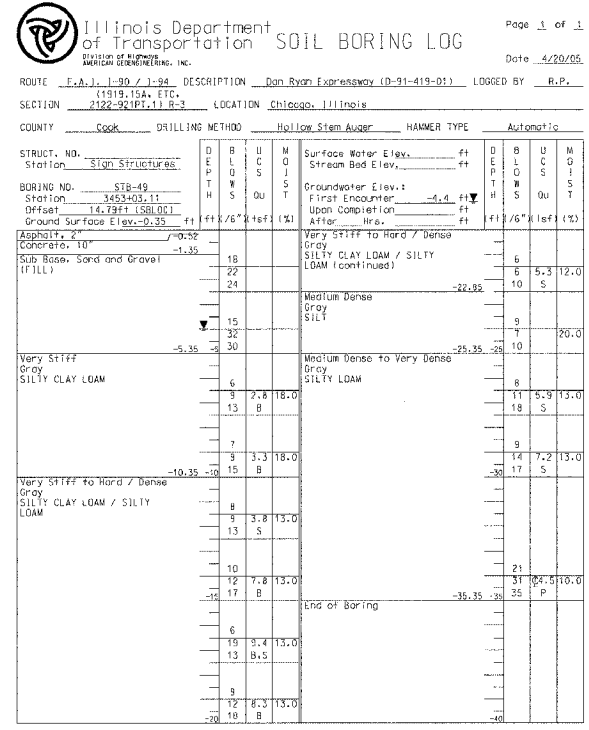 Illinois Department
of Transportation
Division of Highways
AMERICAN GEOENGINEERING, INC.
SOIL BORING LOG
Page 1 of 1
Date 4/20/05
ROUTE F.A.I. I-90 / I-94 DESCRIPTION Dan Ryan Expressway (D-91-419-01) LOGGED BY R.P.
(1919.15A, ETC.
SECTION 2122-921PT.1) R-3 LOCATION Chicago, Illinois
COUNTY Cook DRILLING METHOD Hollow Stem Auger HAMMER TYPE Automatic
STRUCT. NO.
Station Sign Structures
BORING NO. STB-49
Station 3453+03.11
Offset 14.79ft (SBLOC)
Ground Surface Elev. -0.35 ft
DEPTH (ft)
BLOWS (/6")
UCS Qu (tsf)
MOIST (%)
Surface Water Elev. ft
Stream Bed Elev. ft
Groundwater Elev.:
First Encounter -4.4 ft ▼
Upon Completion ft
After Hrs. ft
DEPTH (ft)
BLOWS (/6")
UCS Qu (tsf)
MOIST (%)
Asphalt, 2" -0.52
Concrete, 10"
-1.35
Sub Base, Sand and Gravel 18
(FILL) 22
24
▼ 15
32
-5.35 -5 30
Very Stiff
Gray
SILTY CLAY LOAM 6
9 2.8 18.0
13 B
7
9 3.3 18.0
-10.35 -10 15 B
Very Stiff to Hard / Dense
Gray
SILTY CLAY LOAM / SILTY 8
LOAM
9 3.8 13.0
13 S
10
12 7.8 13.0
-15 17 B
6
19 9.4 13.0
13 B,S
9
12 8.3 13.0
-20 18 B
Very Stiff to Hard / Dense
Gray
SILTY CLAY LOAM / SILTY 6
LOAM (continued) 6 5.3 12.0
-22.85 10 S
Medium Dense
Gray
SILT 9
7 20.0
-25.35 -25 10
Medium Dense to Very Dense
Gray
SILTY LOAM 8
11 5.9 13.0
18 S
9
14 7.2 13.0
-30 17 S
21
31 4.5 10.0
-35.35 -35 35 P
End of Boring
-40